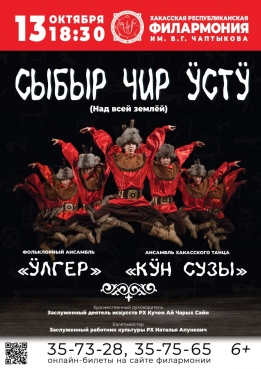 13 ОКТЯБРЯ
18:30
ХАКАССКАЯ РЕСПУБЛИКАНСКАЯ
ФИЛАРМОНИЯ
ИМ. В.Г. ЧАПТЫКОВА
СЫБЫР ЧИР ӰСТӰ
(Над всей землёй)
ФОЛЬКЛОРНЫЙ АНСАМБЛЬ
«ӰЛГЕР»
АНСАМБЛЬ ХАКАССКОГО ТАНЦА
«КӰН СУЗЫ»
Художественный руководитель
Заслуженный деятель искусств РХ Кучен Ай Чарых Сайн
Балетмейстер
Заслуженный работник культуры РХ Наталья Апункевич
35-73-28, 35-75-65
6+
онлайн-билеты на сайте филармонии